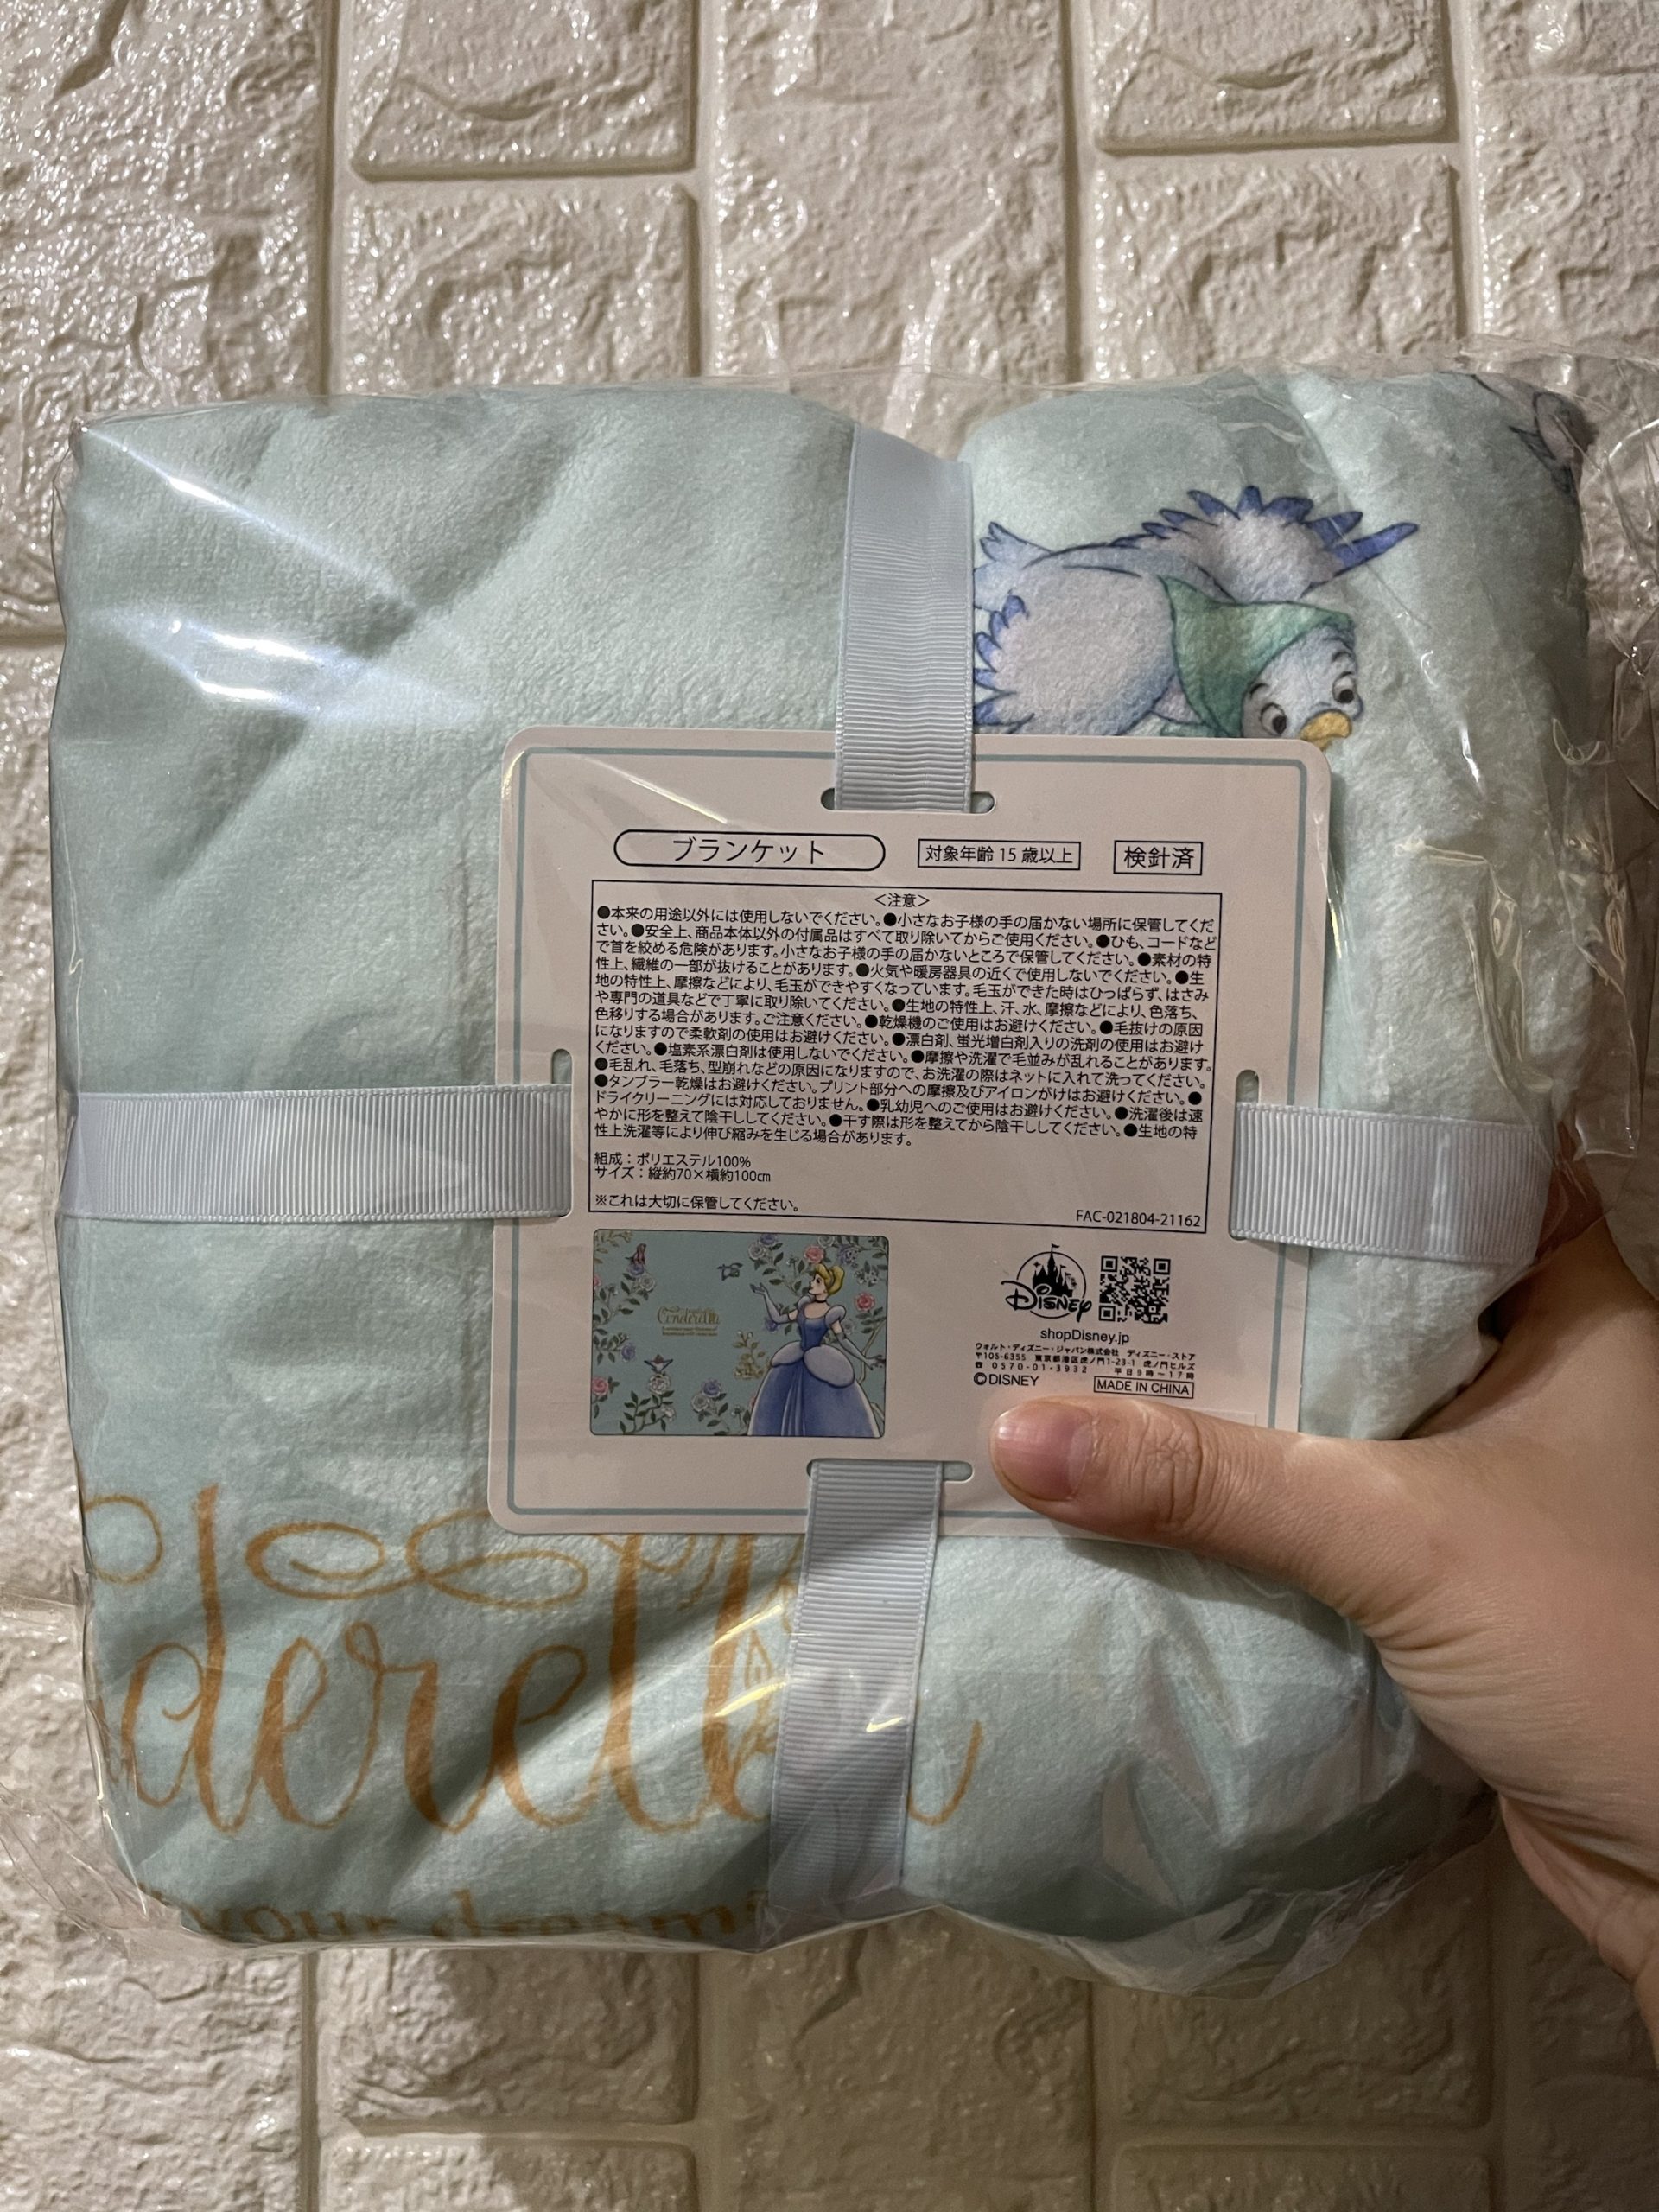 ブランケット
対象年齢 15 歳以上
検針済
<注意>
●本来の用途以外には使用しないでください。●小さなお子様の手の届かない場所に保管してくだ
さい。●安全上、商品本体以外の付属品はすべて取り除いてからご使用ください。●ひも、コードなど
で首を絞める危険があります。小さなお子様の手の届かないところで保管してください。●素材の特
性上、繊維の一部が抜けることがあります。●火気や暖房器具の近くで使用しないでください。●生
地の特性上、摩擦などにより、毛玉ができやすくなっています。毛玉ができた時はひっぱらず、はさみ
や専門の道具などで丁寧に取り除いてください。●生地の特性上、汗、水、摩擦などにより、色落ち、
色移りする場合があります。ご注意ください。●乾燥機のご使用はお避けください。●毛抜けの原因
になりますので柔軟剤の使用はお避けください。●漂白剤、蛍光増白剤入りの洗剤の使用はお避け
ください。●塩素系漂白剤は使用しないでください。●摩擦や洗濯で毛並みが乱れることがあります。
●毛乱れ、毛落ち、型崩れなどの原因になりますので、お洗濯の際はネットに入れて洗ってください。
●タンブラー乾燥はお避けください。プリント部分への摩擦及びアイロンがけはお避けください。●
ドライクリーニングには対応しておりません。●乳幼児へのご使用はお避けください。●洗濯後は速
やかに形を整えて陰干ししてください。●干す際は形を整えてから陰干ししてください。●生地の特
性上洗濯等により伸び縮みを生じる場合があります。
組成：ポリエステル100%
サイズ：縦約70×横約100㎝
※これは大切に保管してください。
FAC-021804-21162
Cinderella
Disney
shopDisney.jp
ウォルト・ディズニー・ジャパン株式会社 ディズニー・ストア
〒105-6355 東京都港区虎ノ門1-23-1 虎ノ門ヒルズ
☎ 0570-01-3932 平日9時～17時
©DISNEY
MADE IN CHINA
derella
your dream